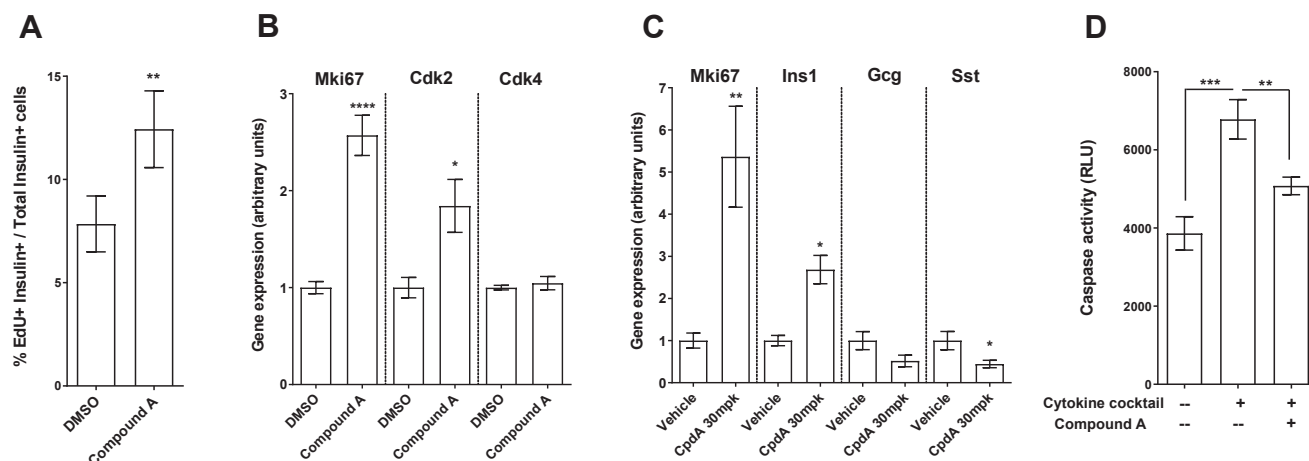 A
% EdU+ Insulin+ / Total Insulin+ cells
15
10
5
0
**
DMSO
Compound A
B
Mki67 Cdk2 Cdk4
Gene expression (arbitrary units)
3
2
1
0
****
*
DMSO
Compound A
DMSO
Compound A
DMSO
Compound A
C
Mki67 Ins1 Gcg Sst
Gene expression (arbitrary units)
7
6
5
4
3
2
1
0
**
*
*
Vehicle
CpdA 30mpk
Vehicle
CpdA 30mpk
Vehicle
CpdA 30mpk
Vehicle
CpdA 30mpk
D
Caspase activity (RLU)
8000
6000
4000
2000
0
*** **
Cytokine cocktail -- + +
Compound A -- -- +